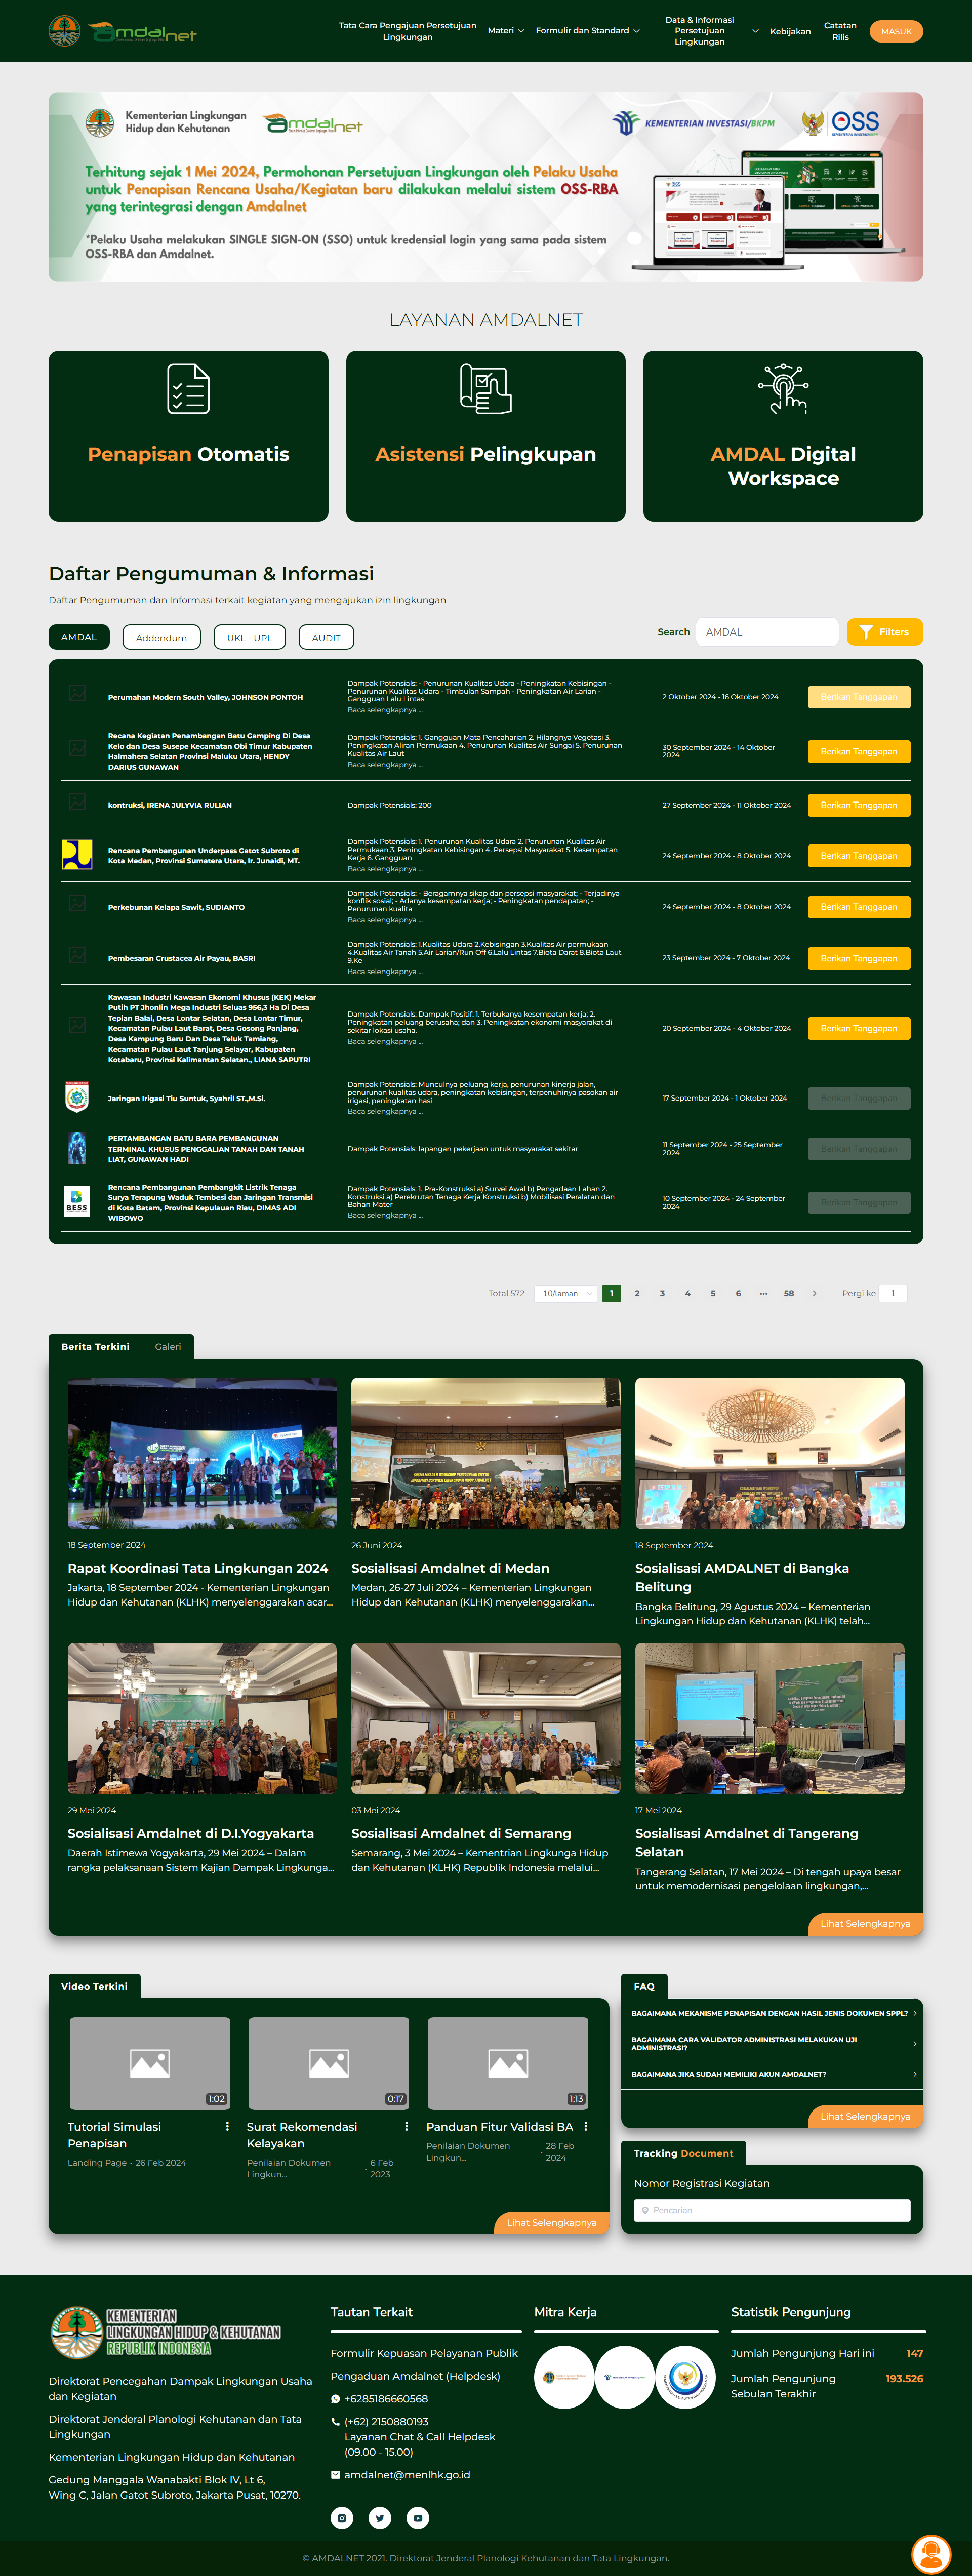 amdalnet
Tata Cara Pengajuan Persetujuan
Lingkungan
Materi
Formulir dan Standard
Data & Informasi
Persetujuan
Lingkungan
Kebijakan
Catatan
Rilis
MASUK
Kementerian Lingkungan
Hidup dan Kehutanan
amdalnet
KEMENTERIAN INVESTASI/BKPM
OSS
Terhitung sejak 1 Mei 2024, Permohonan Persetujuan Lingkungan oleh Pelaku Usaha
untuk Penapisan Rencana Usaha/Kegiatan baru dilakukan melalui sistem OSS-RBA
yang terintegrasi dengan Amdalnet
*Pelaku Usaha melakukan SINGLE SIGN-ON (SSO) untuk kredensial login yang sama pada sistem
OSS-RBA dan Amdalnet.
LAYANAN AMDALNET
Penapisan Otomatis
Asistensi Pelingkupan
AMDAL Digital
Workspace
Daftar Pengumuman & Informasi
Daftar Pengumuman dan Informasi terkait kegiatan yang mengajukan izin lingkungan
AMDAL
Addendum
UKL - UPL
AUDIT
Search
AMDAL
Filters
Perumahan Modern South Valley, JOHNSON PONTOH
Dampak Potensials: - Penurunan Kualitas Udara - Peningkatan Kebisingan -
Penurunan Kualitas Udara - Timbulan Sampah - Peningkatan Air Larian -
Gangguan Lalu Lintas
Baca selengkapnya ...
2 Oktober 2024 - 16 Oktober 2024
Berikan Tanggapan
Recana Kegiatan Penambangan Batu Gamping Di Desa
Kelo dan Desa Susepe Kecamatan Obi Timur Kabupaten
Halmahera Selatan Provinsi Maluku Utara, HENDY
DARIUS GUNAWAN
Dampak Potensials: 1. Gangguan Mata Pencaharian 2. Hilangnya Vegetasi 3.
Peningkatan Aliran Permukaan 4. Penurunan Kualitas Air Sungai 5. Penurunan
Kualitas Air Laut
Baca selengkapnya ...
30 September 2024 - 14 Oktober
2024
Berikan Tanggapan
kontruksi, IRENA JULYVIA RULIAN
Dampak Potensials: 200
27 September 2024 - 11 Oktober 2024
Berikan Tanggapan
Rencana Pembangunan Underpass Gatot Subroto di
Kota Medan, Provinsi Sumatera Utara, Ir. Junaidi, MT.
Dampak Potensials: 1. Penurunan Kualitas Udara 2. Penurunan Kualitas Air
Permukaan 3. Peningkatan Kebisingan 4. Persepsi Masyarakat 5. Kesempatan
Kerja 6. Gangguan
Baca selengkapnya ...
24 September 2024 - 8 Oktober 2024
Berikan Tanggapan
Perkebunan Kelapa Sawit, SUDIANTO
Dampak Potensials: - Beragamnya sikap dan persepsi masyarakat; - Terjadinya
konflik sosial; - Adanya kesempatan kerja; - Peningkatan pendapatan; -
Penurunan kualita
Baca selengkapnya ...
24 September 2024 - 8 Oktober 2024
Berikan Tanggapan
Pembesaran Crustacea Air Payau, BASRI
Dampak Potensials: 1.Kualitas Udara 2.Kebisingan 3.Kualitas Air permukaan
4.Kualitas Air Tanah 5.Air Larian/Run Off 6.Lalu Lintas 7.Biota Darat 8.Biota Laut
9.Ke
Baca selengkapnya ...
23 September 2024 - 7 Oktober 2024
Berikan Tanggapan
Kawasan Industri Kawasan Ekonomi Khusus (KEK) Mekar
Putih PT Jhonlin Mega Industri Seluas 956,3 Ha Di Desa
Tepian Balai, Desa Lontar Selatan, Desa Lontar Timur,
Kecamatan Pulau Laut Barat, Desa Gosong Panjang,
Desa Kampung Baru Dan Desa Teluk Tamiang,
Kecamatan Pulau Laut Tanjung Selayar, Kabupaten
Kotabaru, Provinsi Kalimantan Selatan., LIANA SAPUTRI
Dampak Potensials: Dampak Positif: 1. Terbukanya kesempatan kerja; 2.
Peningkatan peluang berusaha; dan 3. Peningkatan ekonomi masyarakat di
sekitar lokasi usaha.
Baca selengkapnya ...
20 September 2024 - 4 Oktober 2024
Berikan Tanggapan
Jaringan Irigasi Tiu Suntuk, Syahril ST.,M.Si.
Dampak Potensials: Munculnya peluang kerja, penurunan kinerja jalan,
penurunan kualitas udara, peningkatan kebisingan, terpenuhinya pasokan air
irigasi, peningkatan hasi
Baca selengkapnya ...
17 September 2024 - 1 Oktober 2024
Berikan Tanggapan
PERTAMBANGAN BATU BARA PEMBANGUNAN
TERMINAL KHUSUS PENGGALIAN TANAH DAN TANAH
LIAT, GUNAWAN HADI
Dampak Potensials: lapangan pekerjaan untuk masyarakat sekitar
11 September 2024 - 25 September
2024
Berikan Tanggapan
BESS
Rencana Pembangunan Pembangkit Listrik Tenaga
Surya Terapung Waduk Tembesi dan Jaringan Transmisi
di Kota Batam, Provinsi Kepulauan Riau, DIMAS ADI
WIBOWO
Dampak Potensials: 1. Pra-Konstruksi a) Survei Awal b) Pengadaan Lahan 2.
Konstruksi a) Perekrutan Tenaga Kerja Konstruksi b) Mobilisasi Peralatan dan
Bahan Mater
Baca selengkapnya ...
10 September 2024 - 24 September
2024
Berikan Tanggapan
Total 572
10/laman
1 2 3 4 5 6 ••• 58
Pergi ke 1
Berita Terkini
Galeri
18 September 2024
Rapat Koordinasi Tata Lingkungan 2024
Jakarta, 18 September 2024 - Kementerian Lingkungan
Hidup dan Kehutanan (KLHK) menyelenggarakan acar...
26 Juni 2024
Sosialisasi Amdalnet di Medan
Medan, 26-27 Juli 2024 – Kementerian Lingkungan
Hidup dan Kehutanan (KLHK) menyelenggarakan...
18 September 2024
Sosialisasi AMDALNET di Bangka
Belitung
Bangka Belitung, 29 Agustus 2024 – Kementerian
Lingkungan Hidup dan Kehutanan (KLHK) telah...
29 Mei 2024
Sosialisasi Amdalnet di D.I.Yogyakarta
Daerah Istimewa Yogyakarta, 29 Mei 2024 – Dalam
rangka pelaksanaan Sistem Kajian Dampak Lingkunga...
03 Mei 2024
Sosialisasi Amdalnet di Semarang
Semarang, 3 Mei 2024 – Kementrian Lingkunga Hidup
dan Kehutanan (KLHK) Republik Indonesia melalui...
17 Mei 2024
Sosialisasi Amdalnet di Tangerang
Selatan
Tangerang Selatan, 17 Mei 2024 – Di tengah upaya besar
untuk memodernisasi pengelolaan lingkungan,...
Lihat Selengkapnya
Video Terkini
1:02
Tutorial Simulasi
Penapisan
Landing Page • 26 Feb 2024
0:17
Surat Rekomendasi
Kelayakan
Penilaian Dokumen
Lingkun...
• 6 Feb
2023
1:13
Panduan Fitur Validasi BA
Penilaian Dokumen
Lingkun...
• 28 Feb
2024
Lihat Selengkapnya
FAQ
BAGAIMANA MEKANISME PENAPISAN DENGAN HASIL JENIS DOKUMEN SPPL?
BAGAIMANA CARA VALIDATOR ADMINISTRASI MELAKUKAN UJI
ADMINISTRASI?
BAGAIMANA JIKA SUDAH MEMILIKI AKUN AMDALNET?
Lihat Selengkapnya
Tracking Document
Nomor Registrasi Kegiatan
Pencarian
KEMENTERIAN
LINGKUNGAN HIDUP & KEHUTANAN
REPUBLIK INDONESIA
Direktorat Pencegahan Dampak Lingkungan Usaha
dan Kegiatan
Direktorat Jenderal Planologi Kehutanan dan Tata
Lingkungan
Kementerian Lingkungan Hidup dan Kehutanan
Gedung Manggala Wanabakti Blok IV, Lt 6,
Wing C, Jalan Gatot Subroto, Jakarta Pusat, 10270.
Tautan Terkait
Formulir Kepuasan Pelayanan Publik
Pengaduan Amdalnet (Helpdesk)
+6285186660568
(+62) 2150880193
Layanan Chat & Call Helpdesk
(09.00 - 15.00)
amdalnet@menlhk.go.id
Mitra Kerja
Statistik Pengunjung
Jumlah Pengunjung Hari ini 147
Jumlah Pengunjung
Sebulan Terakhir
193.526
© AMDALNET 2021. Direktorat Jenderal Planologi Kehutanan dan Tata Lingkungan.